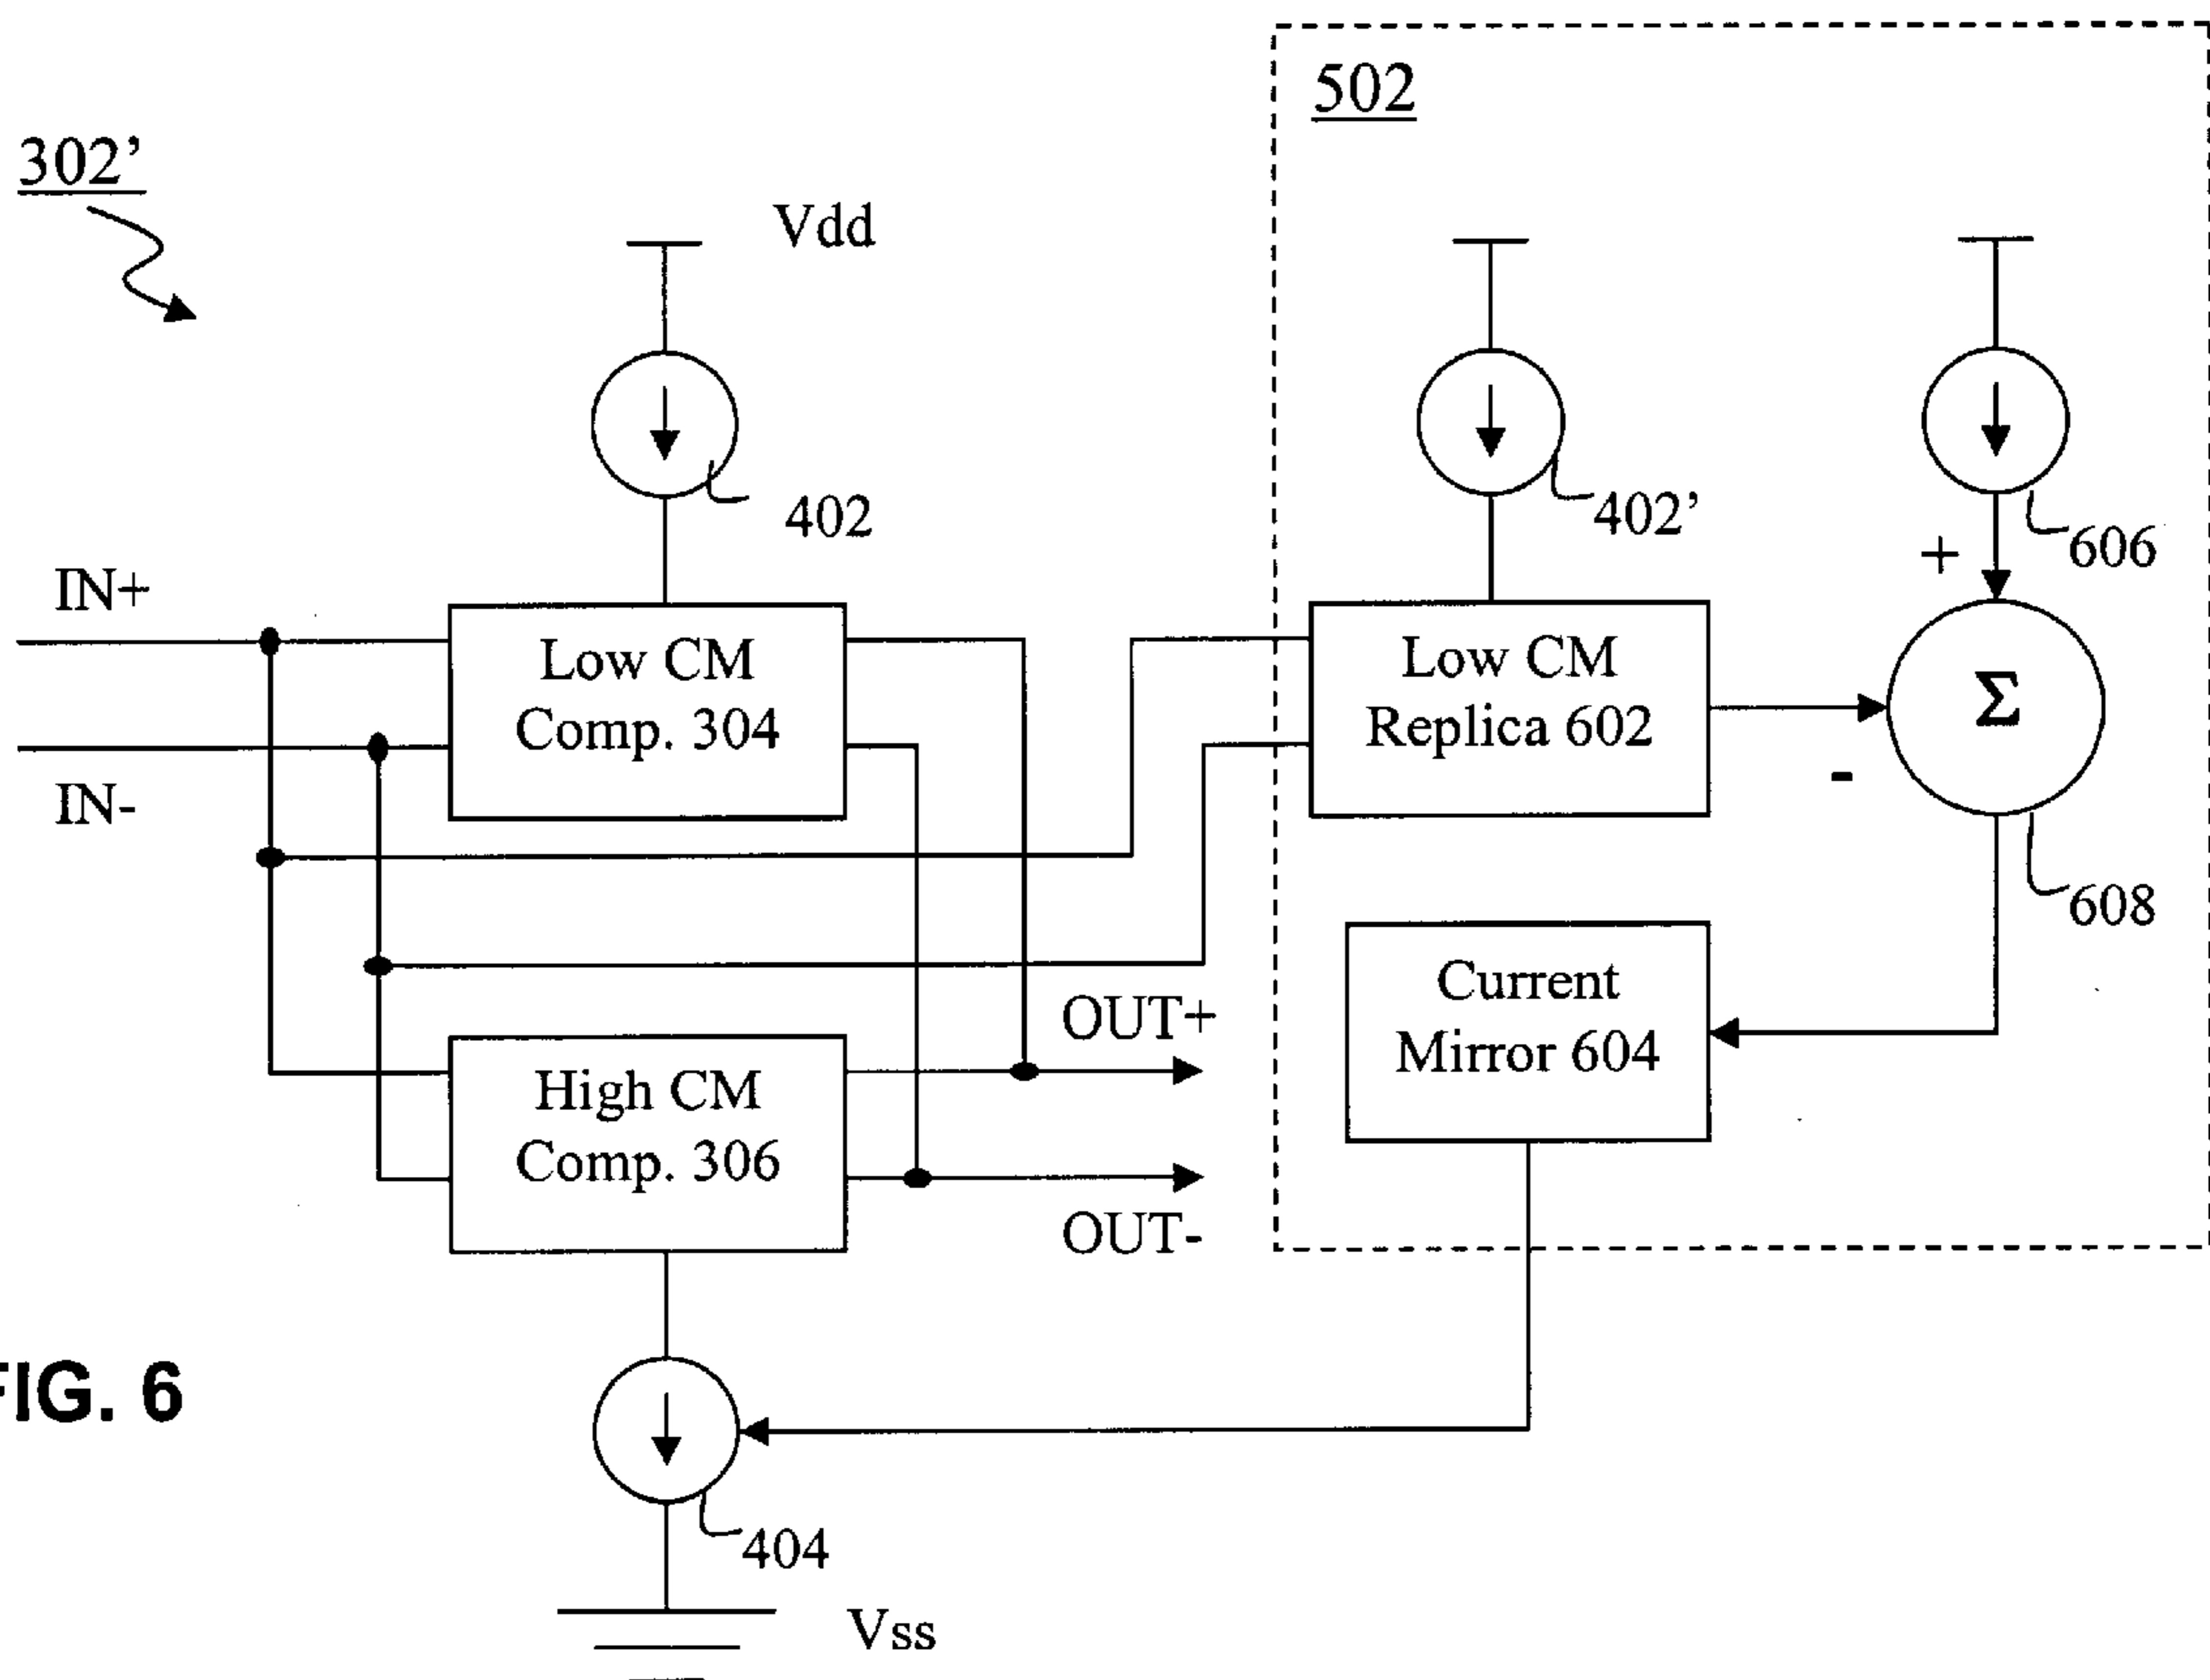 502
302’
Vdd
402
402’
606
+
IN+
Low CM
Comp. 304
Low CM
Replica 602
Σ
-
IN-
608
Current
Mirror 604
OUT+
High CM
Comp. 306
OUT-
FIG. 6
404
Vss